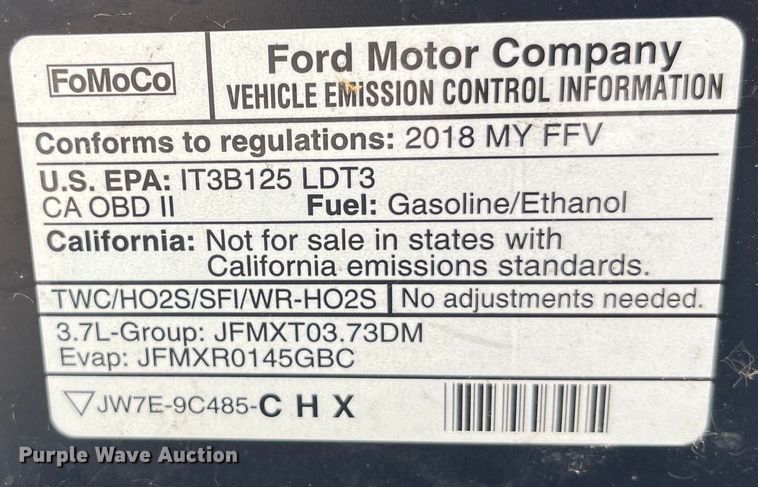 FoMoCo
Ford Motor Company
VEHICLE EMISSION CONTROL INFORMATION
Conforms to regulations: 2018 MY FFV
U.S. EPA: IT3B125 LDT3
CA OBD II Fuel: Gasoline/Ethanol
California: Not for sale in states with
California emissions standards.
TWC/HO2S/SFI/WR-HO2S No adjustments needed.
3.7L-Group: JFMXT03.73DM
Evap: JFMXR0145GBC
JW7E-9C485-C H X
Purple Wave Auction